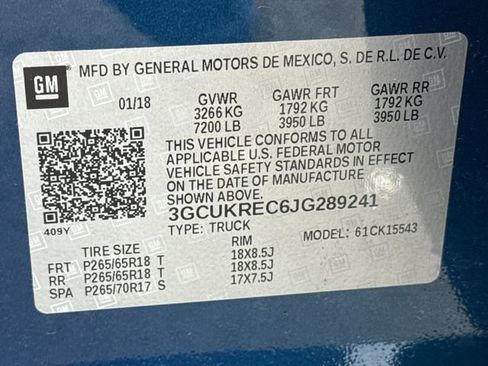 GM MFD BY GENERAL MOTORS DE MEXICO, S. DE R.L. DE C.V.
01/18 GVWR GAWR FRT GAWR RR
3266 KG 1792 KG 1792 KG
7200 LB 3950 LB 3950 LB
THIS VEHICLE CONFORMS TO ALL
APPLICABLE U.S. FEDERAL MOTOR
VEHICLE SAFETY STANDARDS IN EFFECT
ON THE DATE OF MANUFACTURE
SHOWN ABOVE.
3GCUKREC6JG289241
409Y TYPE: TRUCK MODEL: 61CK15543
TIRE SIZE RIM
FRT P265/65R18 T 18X8.5J
RR P265/65R18 T 18X8.5J
SPA P265/70R17 S 17X7.5J